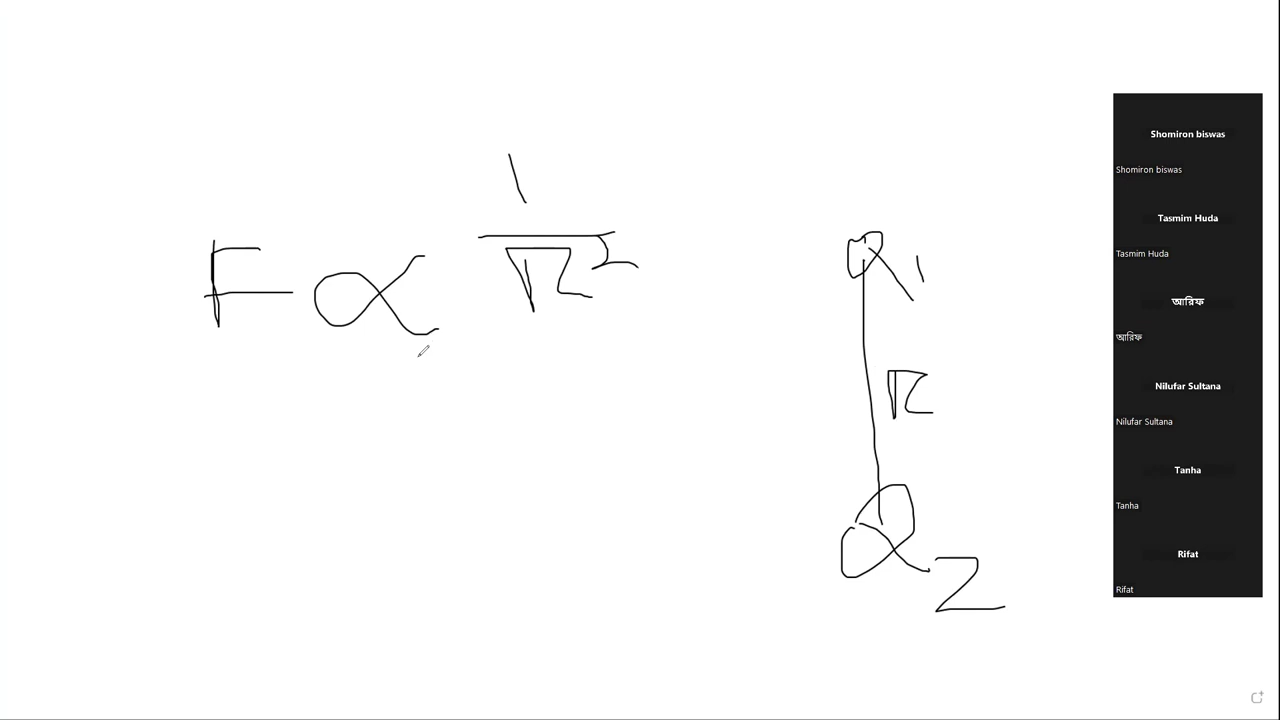 F ∝ 1/r²
Q1
r
Q2
Shomiron biswas
Shomiron biswas
Tasmim Huda
Tasmim Huda
আরিফ
আরিফ
Nilufar Sultana
Nilufar Sultana
Tanha
Tanha
Rifat
Rifat